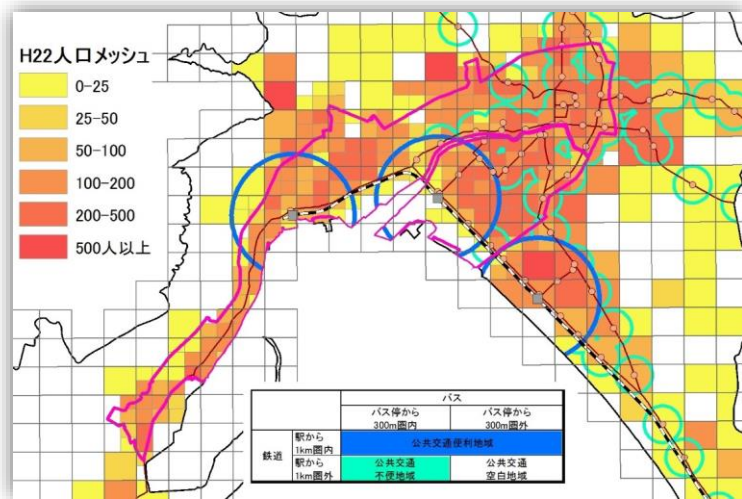 H22人口メッシュ
0-25
25-50
50-100
100-200
200-500
500人以上
バス
バス停から
300m圏内
バス停から
300m圏外
鉄道
駅から
1km圏内
公共交通便利地域
駅から
1km圏外
公共交通
不便地域
公共交通
空白地域